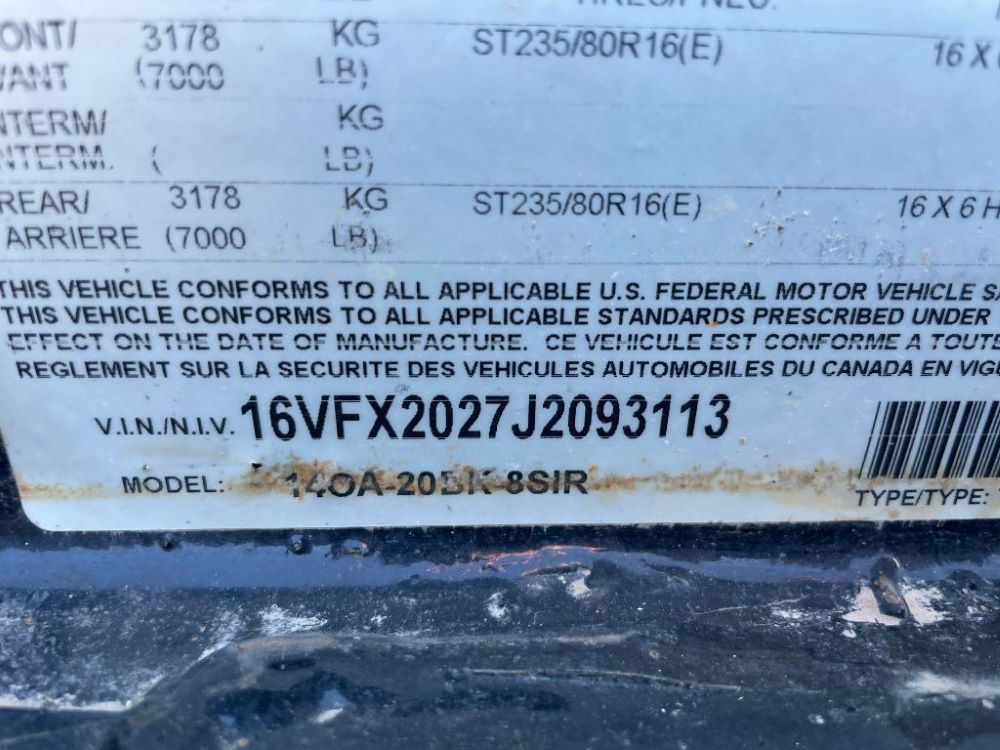 ONT/ 3178 KG ST235/80R16(E) 16 X
VANT (7000 LB)
NTERM/ KG
NTERM. ( LB)
REAR/ 3178 KG ST235/80R16(E) 16 X 6 H
ARRIERE (7000 LB)
THIS VEHICLE CONFORMS TO ALL APPLICABLE U.S. FEDERAL MOTOR VEHICLE SA
THIS VEHICLE CONFORMS TO ALL APPLICABLE STANDARDS PRESCRIBED UNDER
EFFECT ON THE DATE OF MANUFACTURE. CE VEHICULE EST CONFORME A TOUTE
REGLEMENT SUR LA SECURITE DES VEHICULES AUTOMOBILES DU CANADA EN VIGU
V.I.N./N.I.V. 16VFX2027J2093113
MODEL: 14OA-20BK-8SIR
TYPE/TYPE: